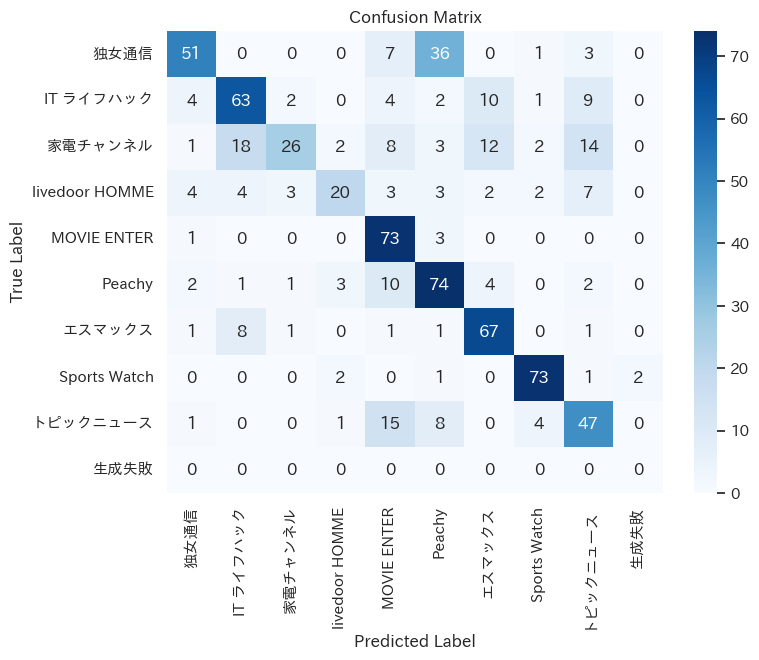 Confusion Matrix
True Label
独女通信 51 0 0 0 7 36 0 1 3 0
IT ライフハック 4 63 2 0 4 2 10 1 9 0
家電チャンネル 1 18 26 2 8 3 12 2 14 0
livedoor HOMME 4 4 3 20 3 3 2 2 7 0
MOVIE ENTER 1 0 0 0 73 3 0 0 0 0
Peachy 2 1 1 3 10 74 4 0 2 0
エスマックス 1 8 1 0 1 1 67 0 1 0
Sports Watch 0 0 0 2 0 1 0 73 1 2
トピックニュース 1 0 0 1 15 8 0 4 47 0
生成失敗 0 0 0 0 0 0 0 0 0 0
独女通信
IT ライフハック
家電チャンネル
livedoor HOMME
MOVIE ENTER
Peachy
エスマックス
Sports Watch
トピックニュース
生成失敗
Predicted Label
70
60
50
40
30
20
10
0